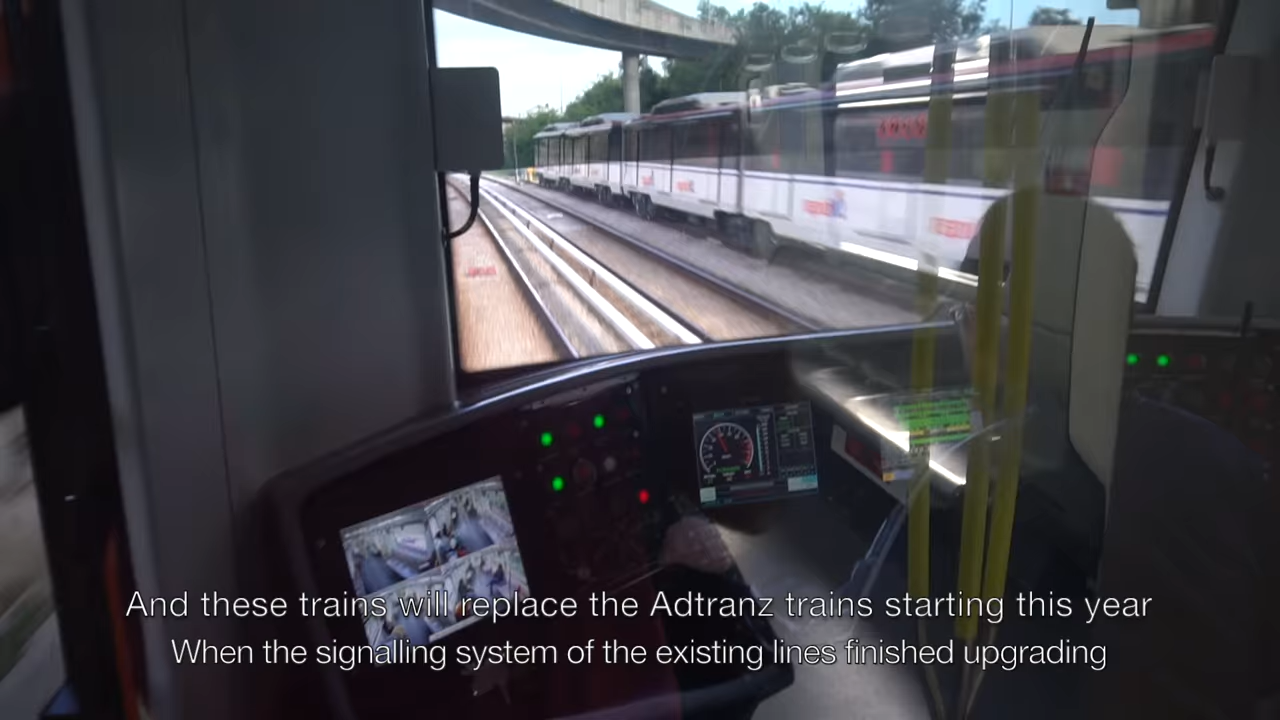 And these trains will replace the Adtranz trains starting this year
When the signalling system of the existing lines finished upgrading